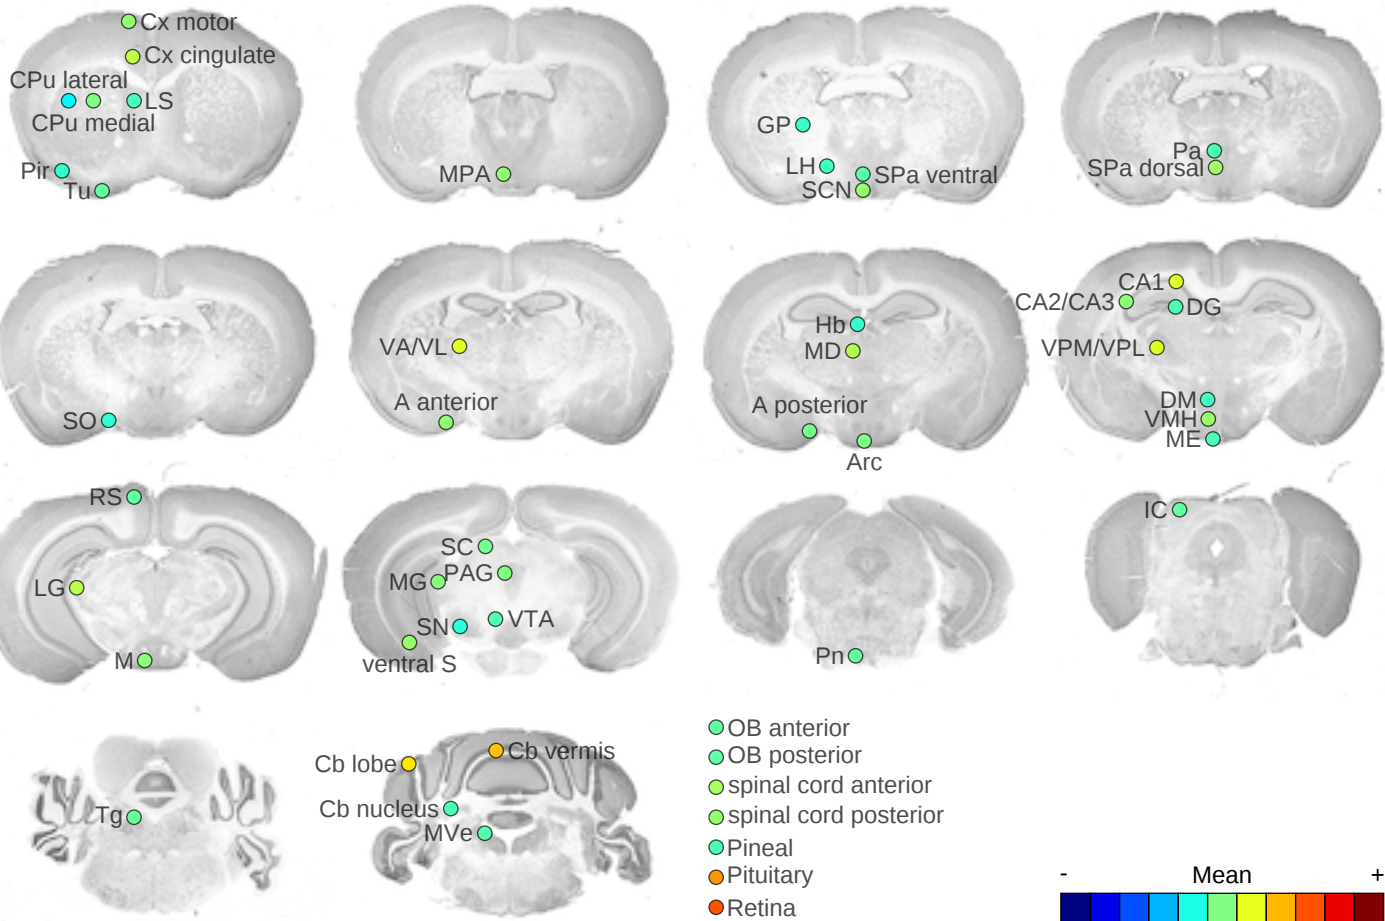 Cx motor
Cx cingulate
CPu lateral
LS
CPu medial
Pir
Tu
MPA
GP
LH
SPa ventral
SCN
Pa
SPa dorsal
SO
VA/VL
A anterior
Hb
MD
A posterior
Arc
CA1
CA2/CA3
DG
VPM/VPL
DM
VMH
ME
RS
LG
M
SC
MG
PAG
SN
VTA
ventral S
Pn
IC
Tg
Cb lobe
Cb vermis
Cb nucleus
MVe
OB anterior
OB posterior
spinal cord anterior
spinal cord posterior
Pineal
Pituitary
Retina
- Mean +